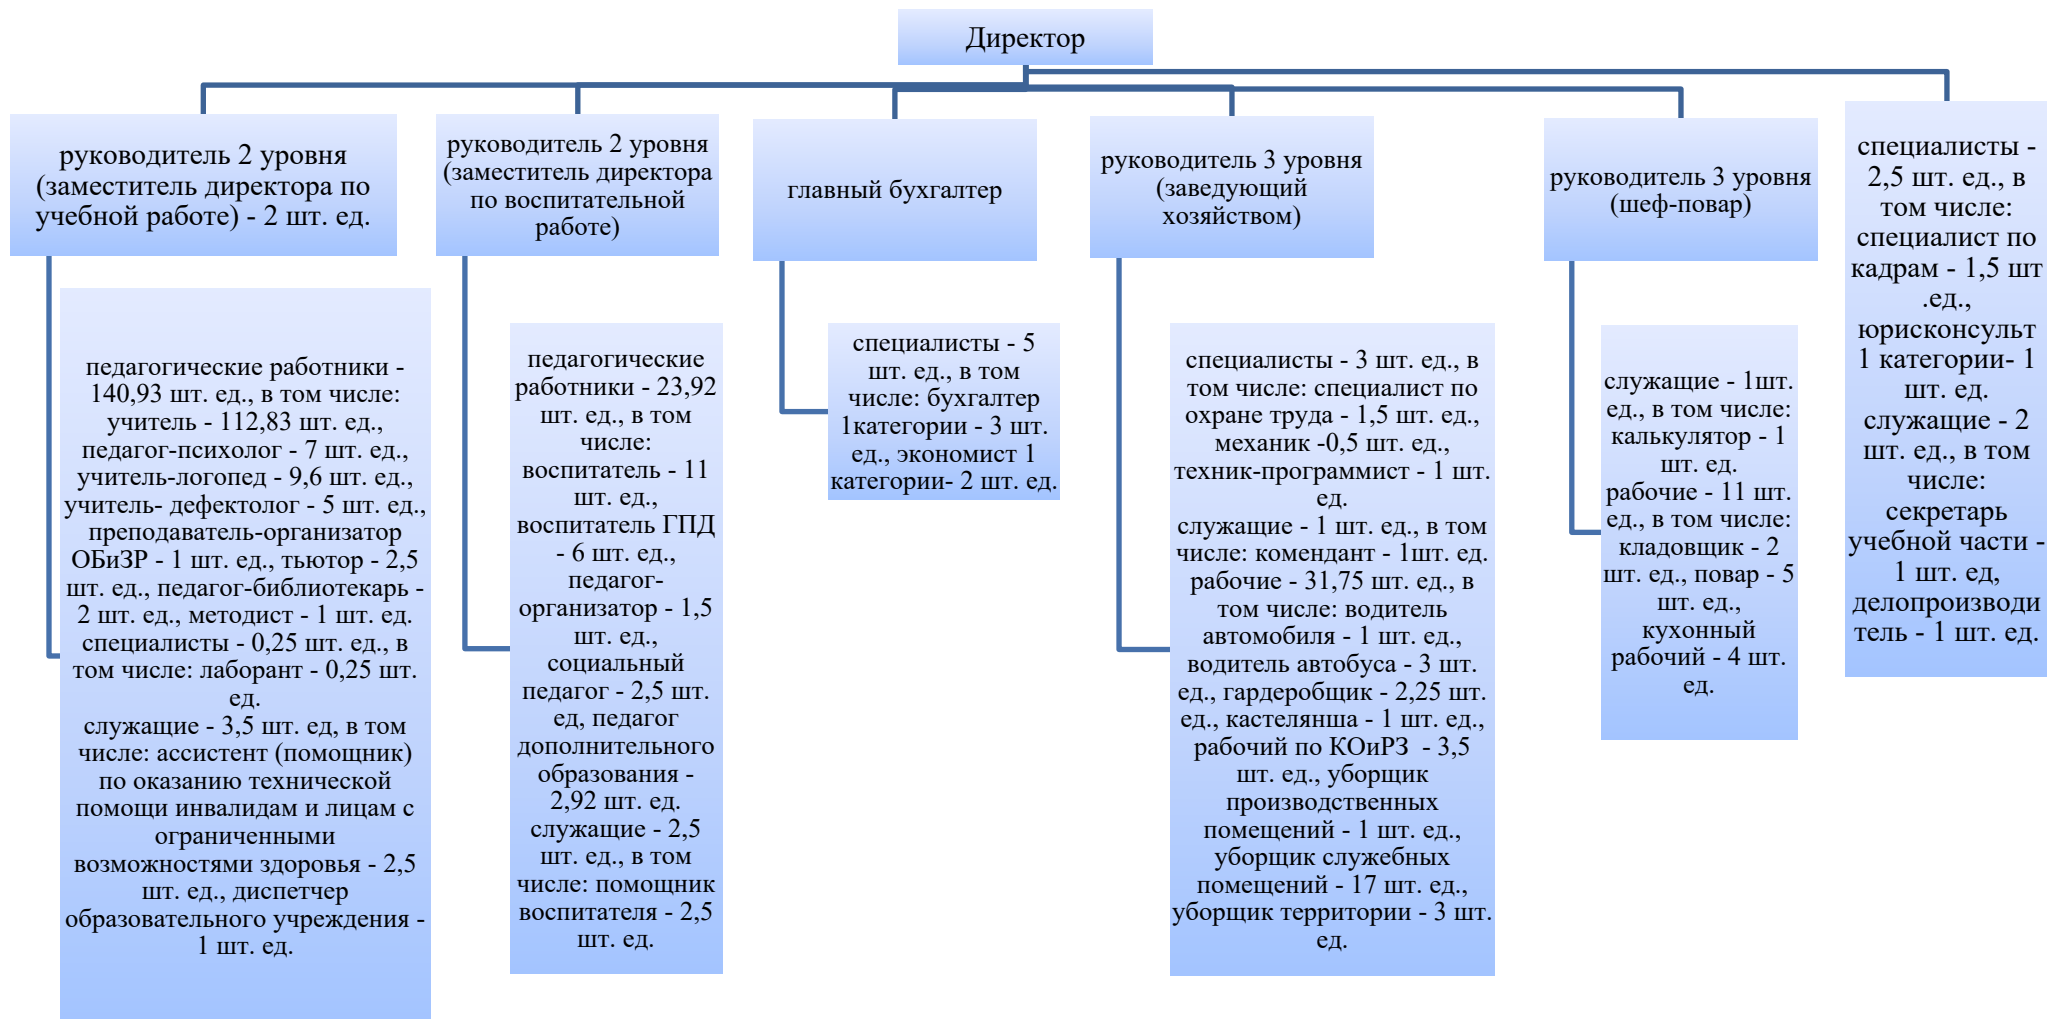 Директор
руководитель 2 уровня
(заместитель директора по
учебной работе) - 2 шт. ед.
педагогические работники -
140,93 шт. ед., в том числе:
учитель - 112,83 шт. ед.,
педагог-психолог - 7 шт. ед.,
учитель-логопед - 9,6 шт. ед.,
учитель- дефектолог - 5 шт. ед.,
преподаватель-организатор
ОБиЗР - 1 шт. ед., тьютор - 2,5
шт. ед., педагог-библиотекарь -
2 шт. ед., методист - 1 шт. ед.
специалисты - 0,25 шт. ед., в
том числе: лаборант - 0,25 шт.
ед.
служащие - 3,5 шт. ед, в том
числе: ассистент (помощник)
по оказанию технической
помощи инвалидам и лицам с
ограниченными
возможностями здоровья - 2,5
шт. ед., диспетчер
образовательного учреждения -
1 шт. ед.
руководитель 2 уровня
(заместитель директора
по воспитательной
работе)
педагогические
работники - 23,92
шт. ед., в том
числе:
воспитатель - 11
шт. ед.,
воспитатель ГПД
- 6 шт. ед.,
педагог-
организатор - 1,5
шт. ед.,
социальный
педагог - 2,5 шт.
ед, педагог
дополнительного
образования -
2,92 шт. ед.
служащие - 2,5
шт. ед., в том
числе: помощник
воспитателя - 2,5
шт. ед.
главный бухгалтер
специалисты - 5
шт. ед., в том
числе: бухгалтер
1категории - 3 шт.
ед., экономист 1
категории- 2 шт. ед.
руководитель 3 уровня
(заведующий
хозяйством)
специалисты - 3 шт. ед., в
том числе: специалист по
охране труда - 1,5 шт. ед.,
механик -0,5 шт. ед.,
техник-программист - 1 шт.
ед.
служащие - 1 шт. ед., в том
числе: комендант - 1шт. ед.
рабочие - 31,75 шт. ед., в
том числе: водитель
автомобиля - 1 шт. ед.,
водитель автобуса - 3 шт.
ед., гардеробщик - 2,25 шт.
ед., кастелянша - 1 шт. ед.,
рабочий по КОиРЗ - 3,5
шт. ед., уборщик
производственных
помещений - 1 шт. ед.,
уборщик служебных
помещений - 17 шт. ед.,
уборщик территории - 3 шт.
ед.
руководитель 3 уровня
(шеф-повар)
служащие - 1шт.
ед., в том числе:
калькулятор - 1
шт. ед.
рабочие - 11 шт.
ед., в том числе:
кладовщик - 2
шт. ед., повар - 5
шт. ед.,
кухонный
рабочий - 4 шт.
ед.
специалисты -
2,5 шт. ед., в
том числе:
специалист по
кадрам - 1,5 шт
.ед.,
юрисконсульт
1 категории- 1
шт. ед.
служащие - 2
шт. ед., в том
числе:
секретарь
учебной части -
1 шт. ед,
делопроизводи
тель - 1 шт. ед.